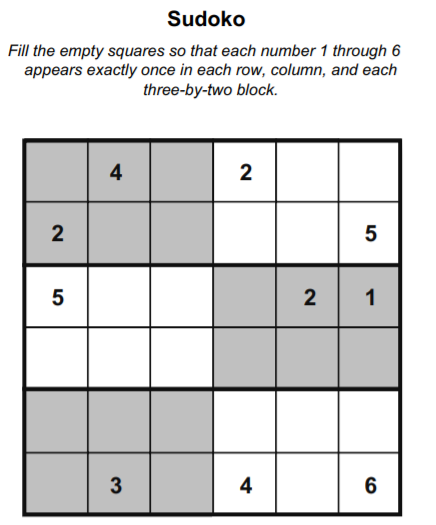 Sudoko
Fill the empty squares so that each number 1 through 6
appears exactly once in each row, column, and each
three-by-two block.
4 2
2 5
5 2 1
3 4 6